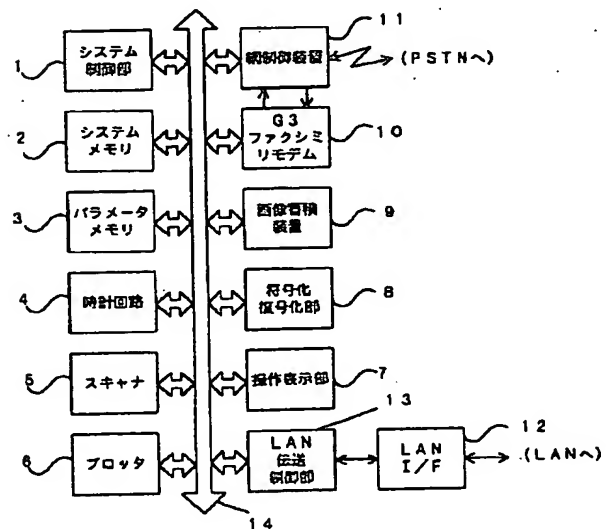 11
システム
制御部
1
網制御装置
(PSTNへ)
システム
メモリ
2
G3
ファクシミ
リモデム
10
パラメータ
メモリ
3
画像蓄積
装置
9
時計回路
4
符号化
復号化部
8
スキャナ
5
操作表示部
7
13
プロッタ
6
LAN
伝送
制御部
LAN
I/F
12
(LANへ)
14